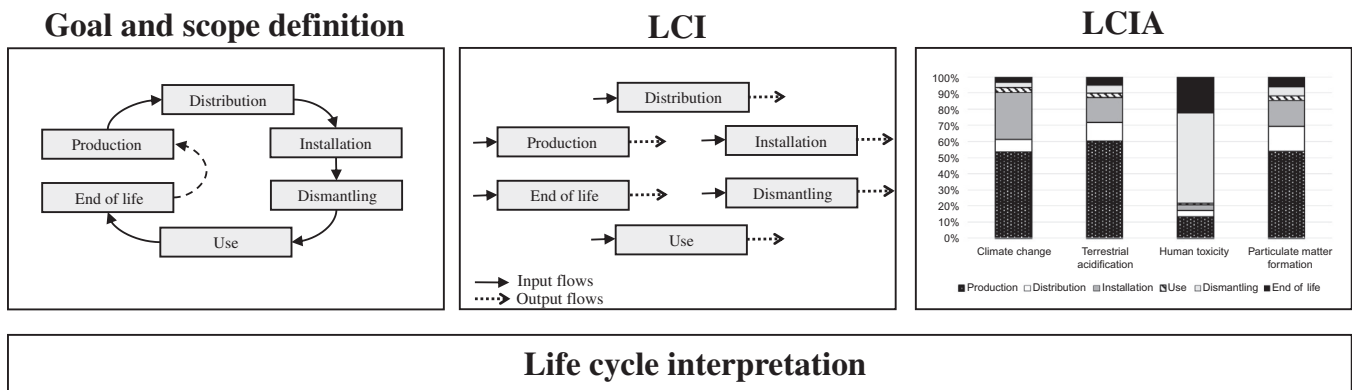 Goal and scope definition
Distribution
Production
Installation
End of life
Dismantling
Use
LCI
Distribution
Production
Installation
End of life
Dismantling
Use
Input flows
Output flows
LCIA
100%
90%
80%
70%
60%
50%
40%
30%
20%
10%
0%
Climate change
Terrestrial
acidification
Human toxicity
Particulate matter
formation
Production Distribution Installation Use Dismantling End of life
Life cycle interpretation